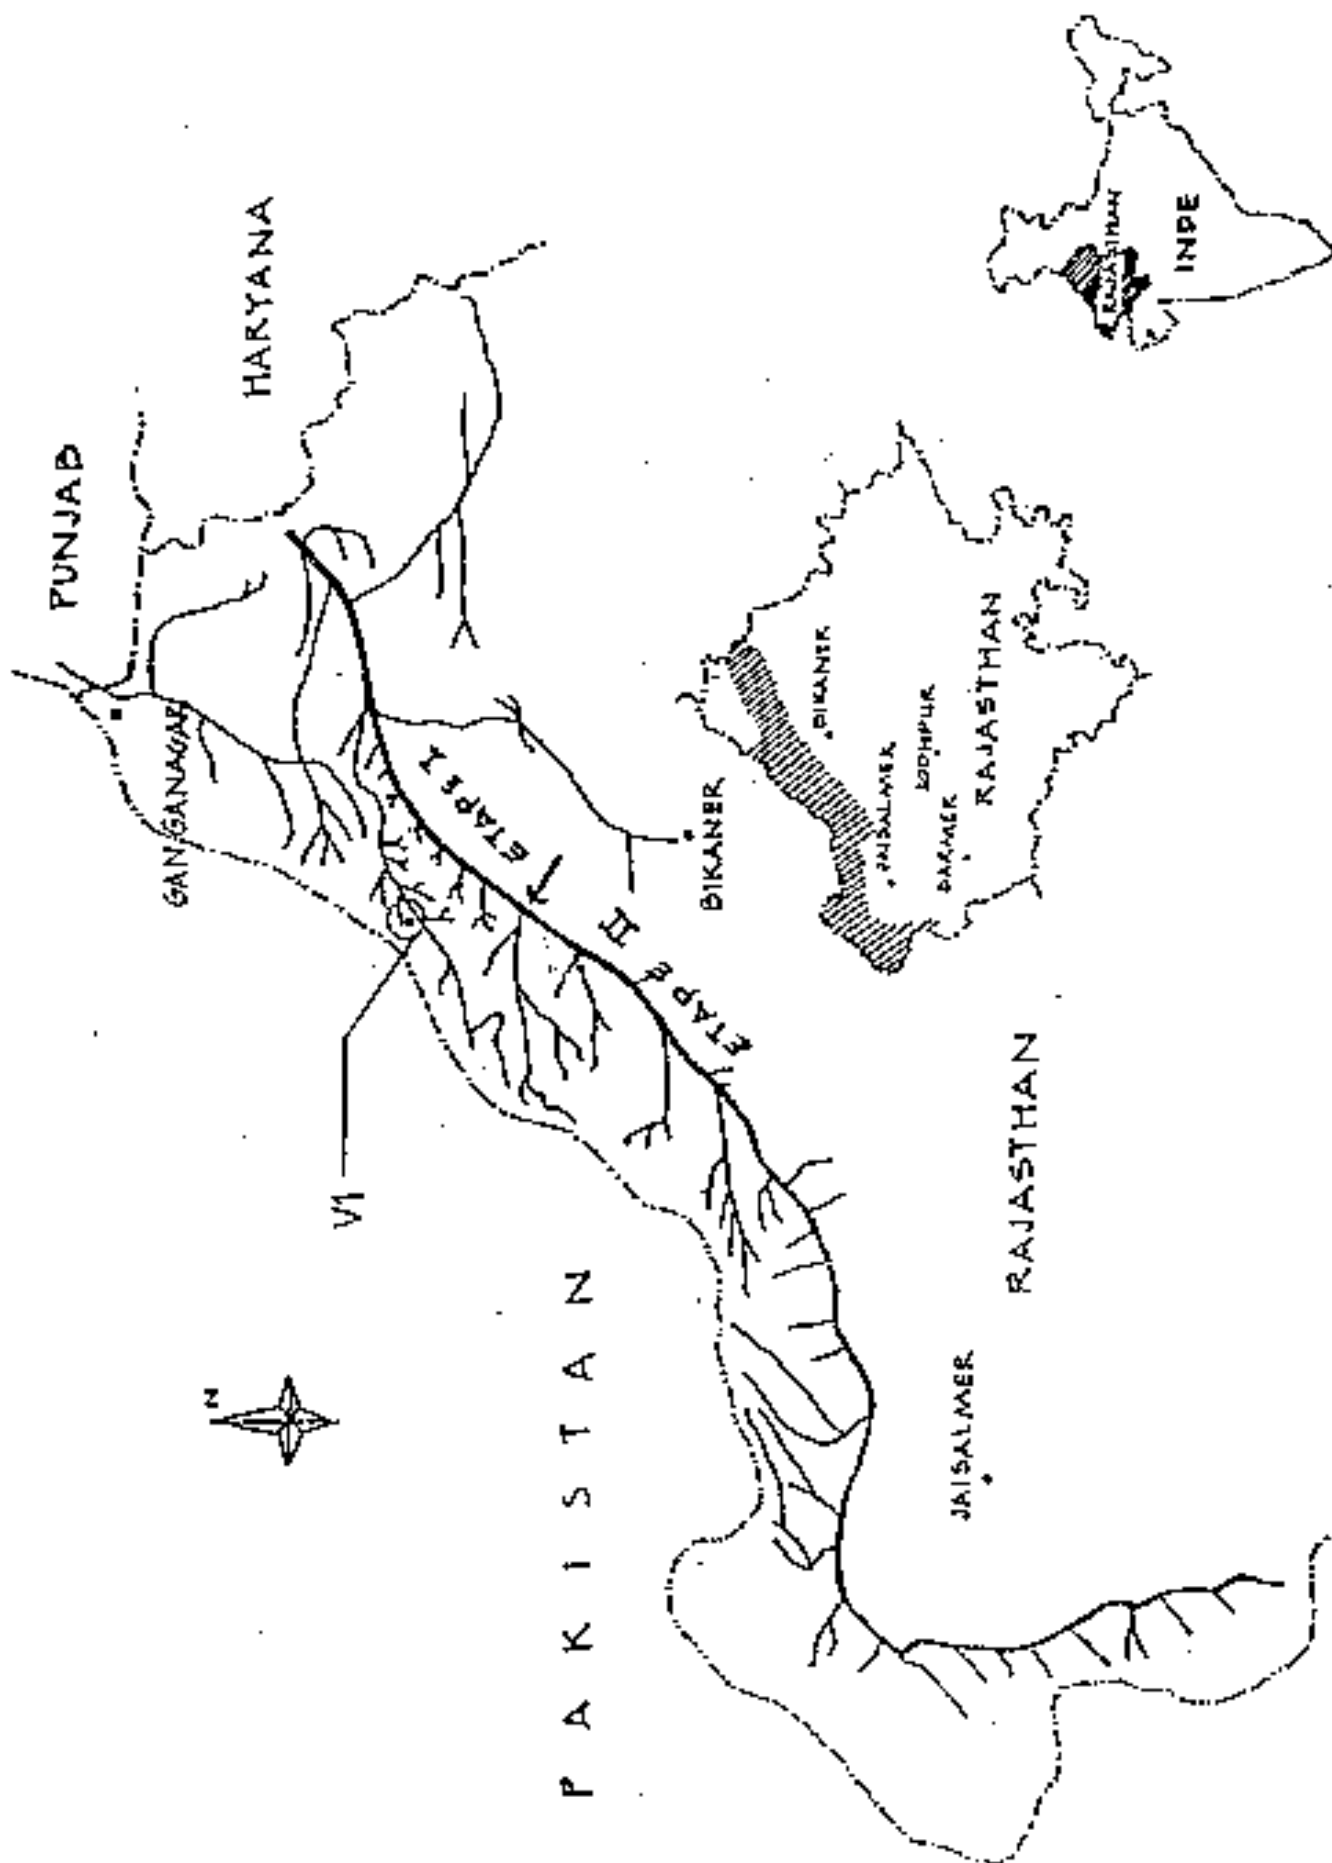 PUNJAB
HARYANA
GANGANAGAR
ETAPE I
ETAPE II
BIKANER
V1
N
PAKISTAN
RAJASTHAN
JAISALMER
BIKANER
JAISALMER
JODHPUR
BARMER
RAJASTHAN
RAJASTHAN
INDE